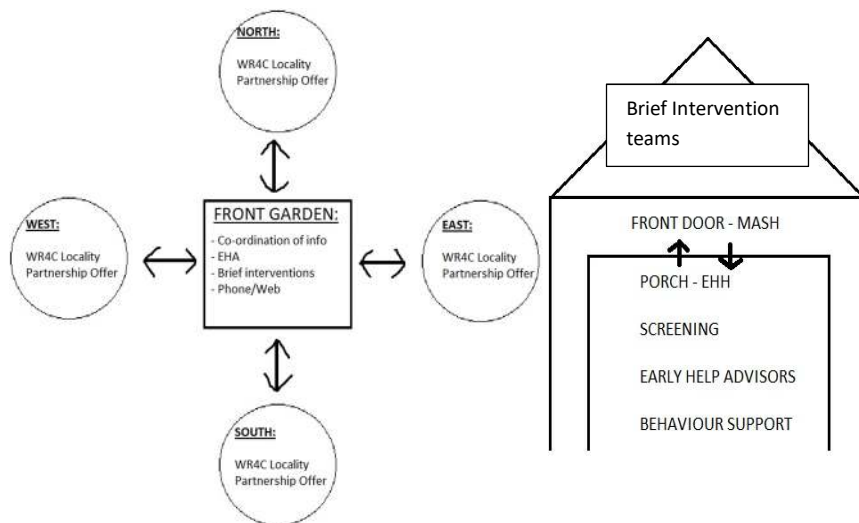 NORTH:
WR4C Locality
Partnership Offer
WEST:
WR4C Locality
Partnership Offer
FRONT GARDEN:
- Co-ordination of info
- EHA
- Brief interventions
- Phone/Web
EAST:
WR4C Locality
Partnership Offer
SOUTH:
WR4C Locality
Partnership Offer
Brief Intervention
teams
FRONT DOOR - MASH
PORCH - EHH
SCREENING
EARLY HELP ADVISORS
BEHAVIOUR SUPPORT